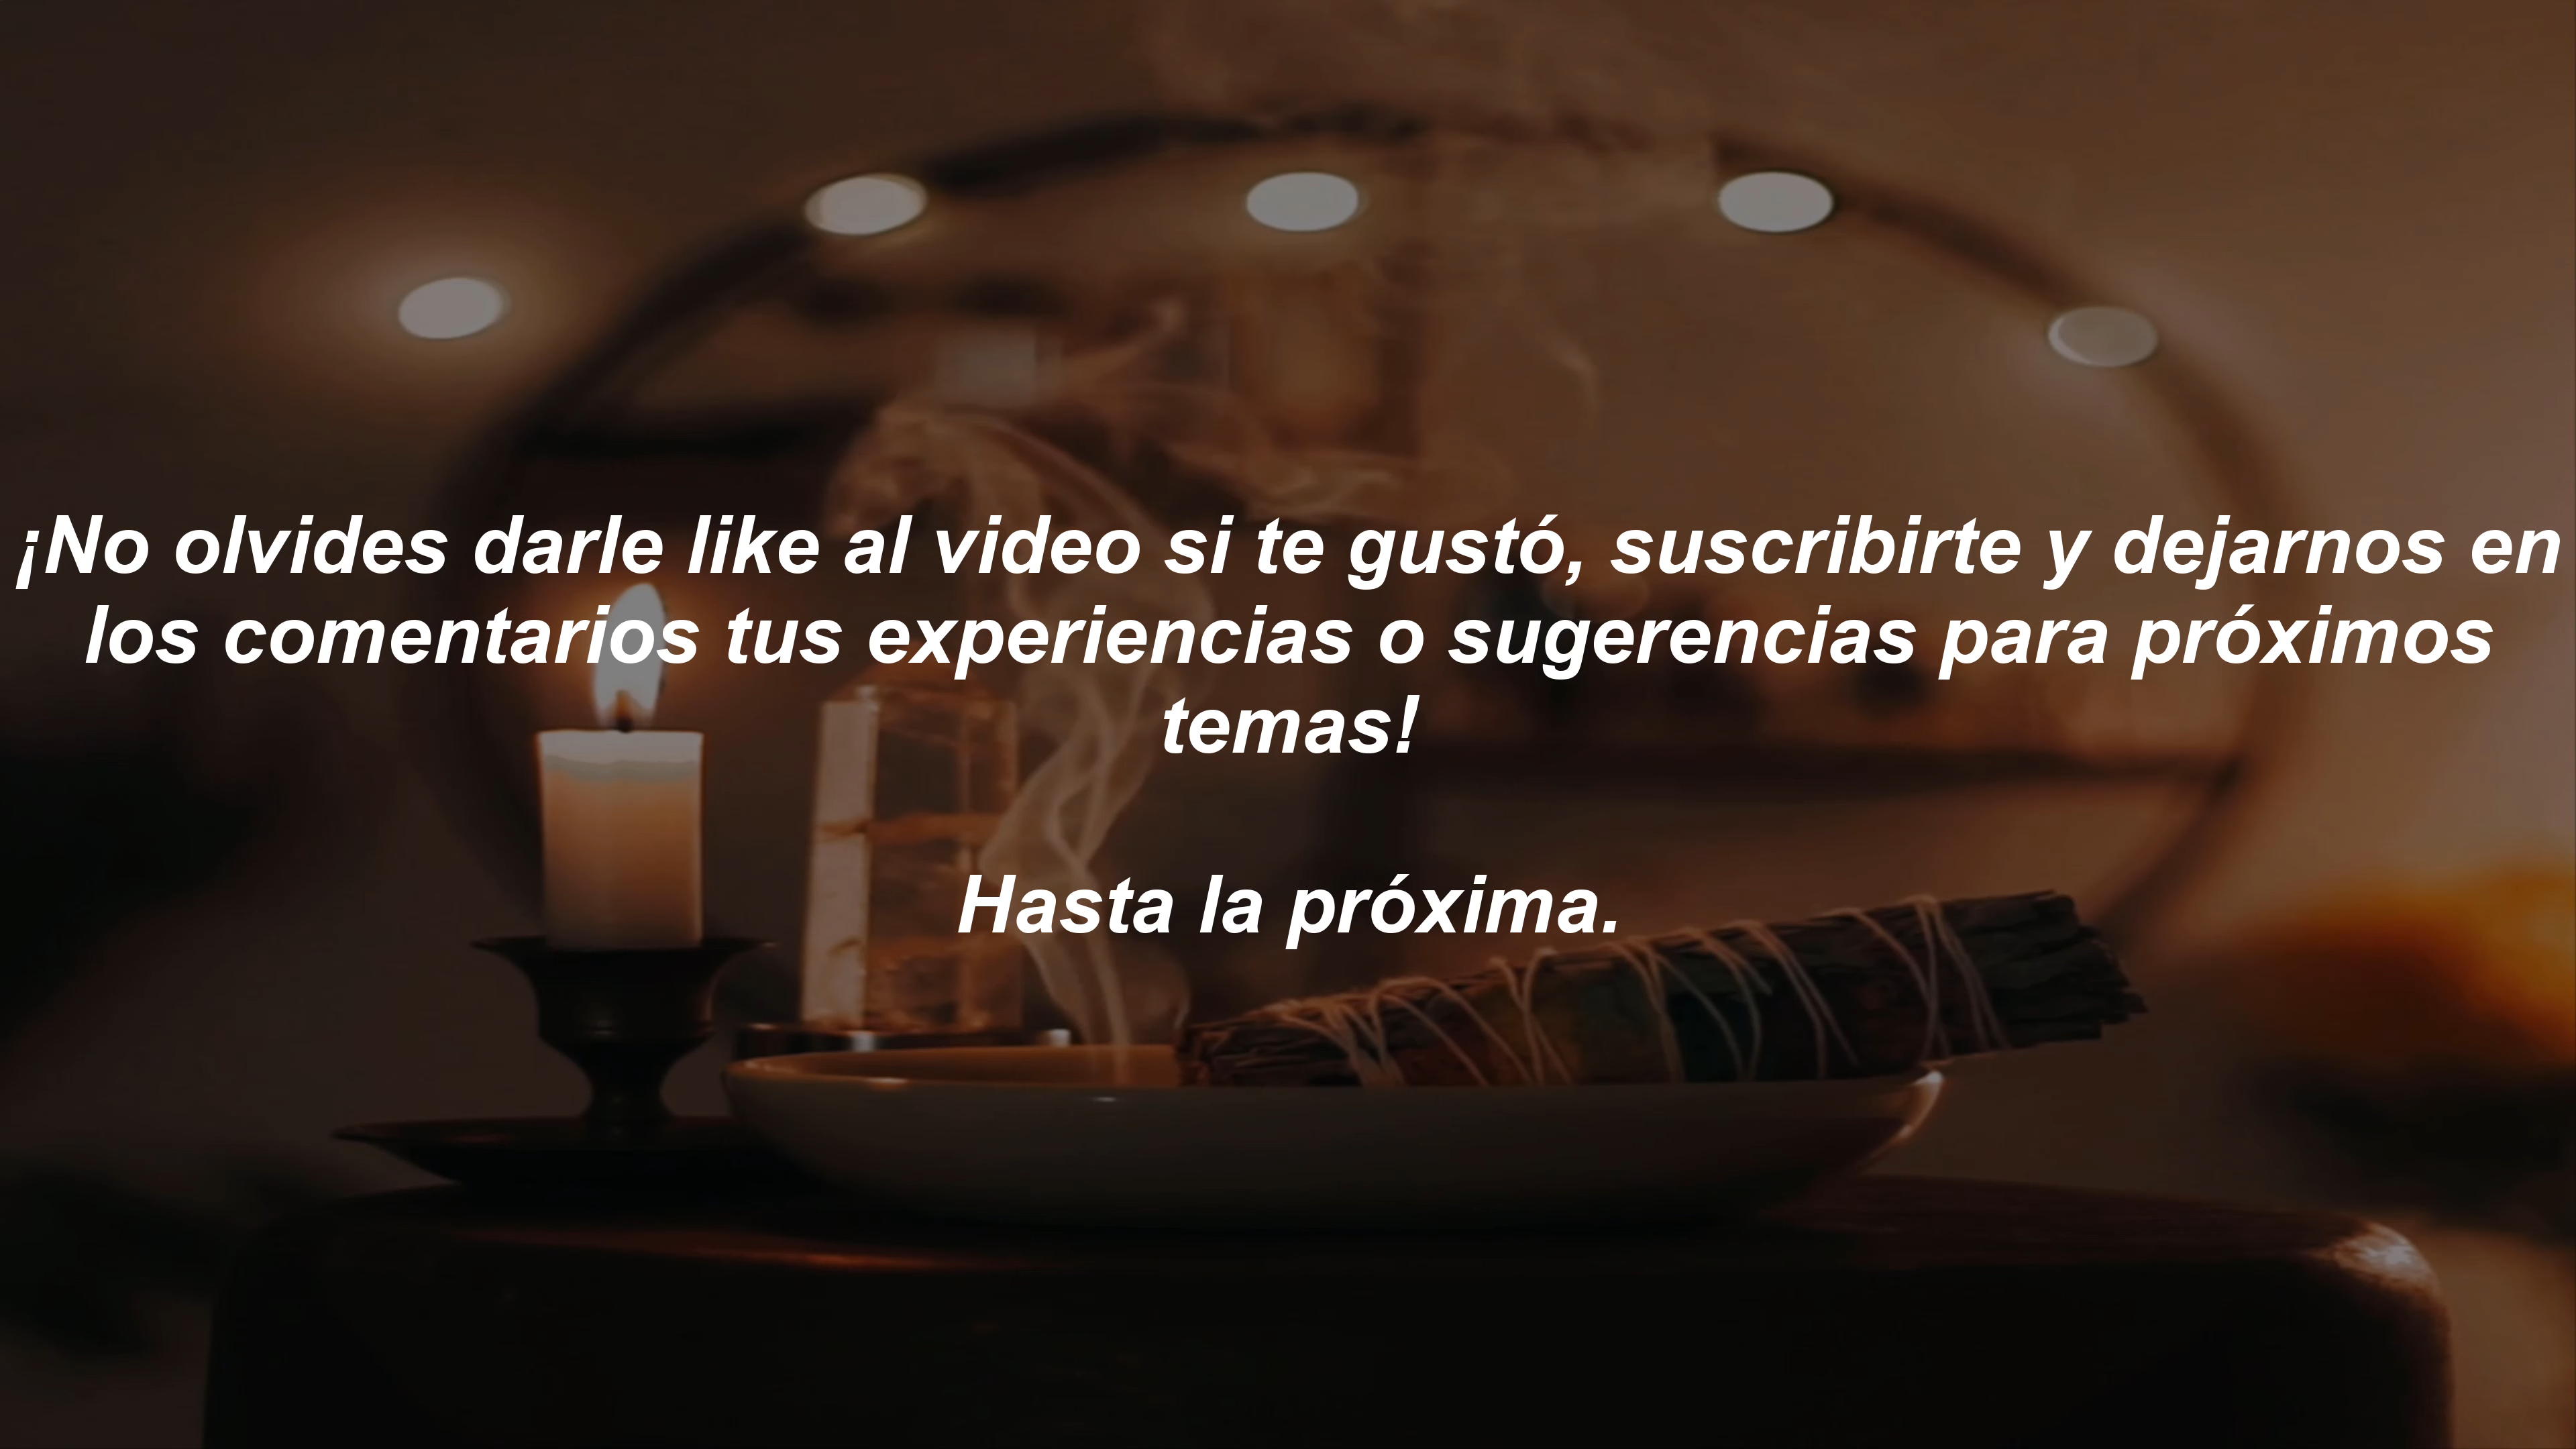 ¡No olvides darle like al video si te gustó, suscribirte y dejarnos en
los comentarios tus experiencias o sugerencias para próximos
temas!
Hasta la próxima.